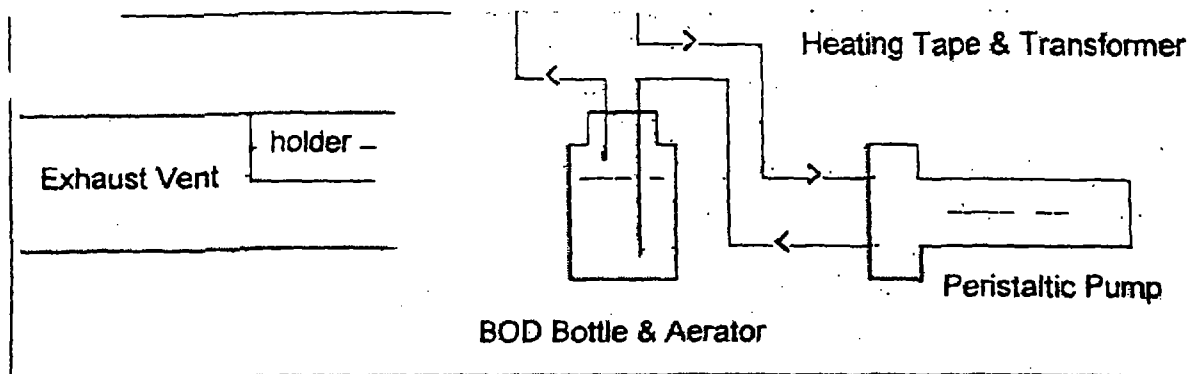 Heating Tape & Transformer
holder
Exhaust Vent
Peristaltic Pump
BOD Bottle & Aerator